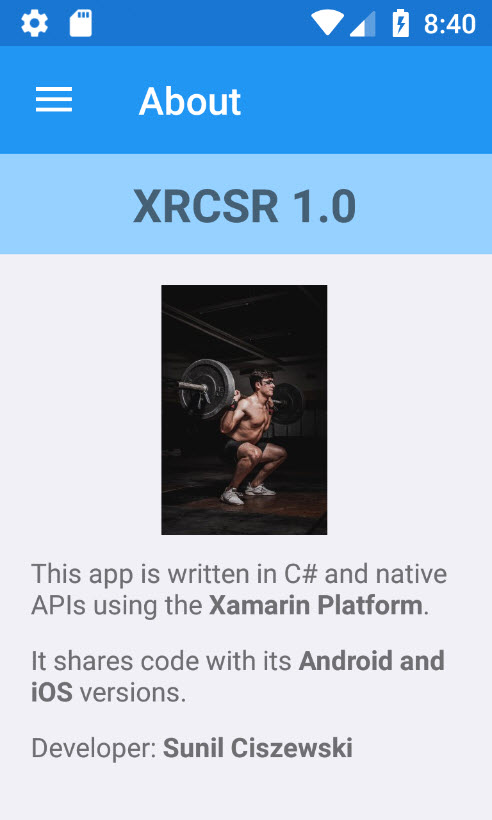 8:40
About
XRCSR 1.0
This app is written in C# and native
APIs using the Xamarin Platform.
It shares code with its Android and
iOS versions.
Developer: Sunil Ciszewski